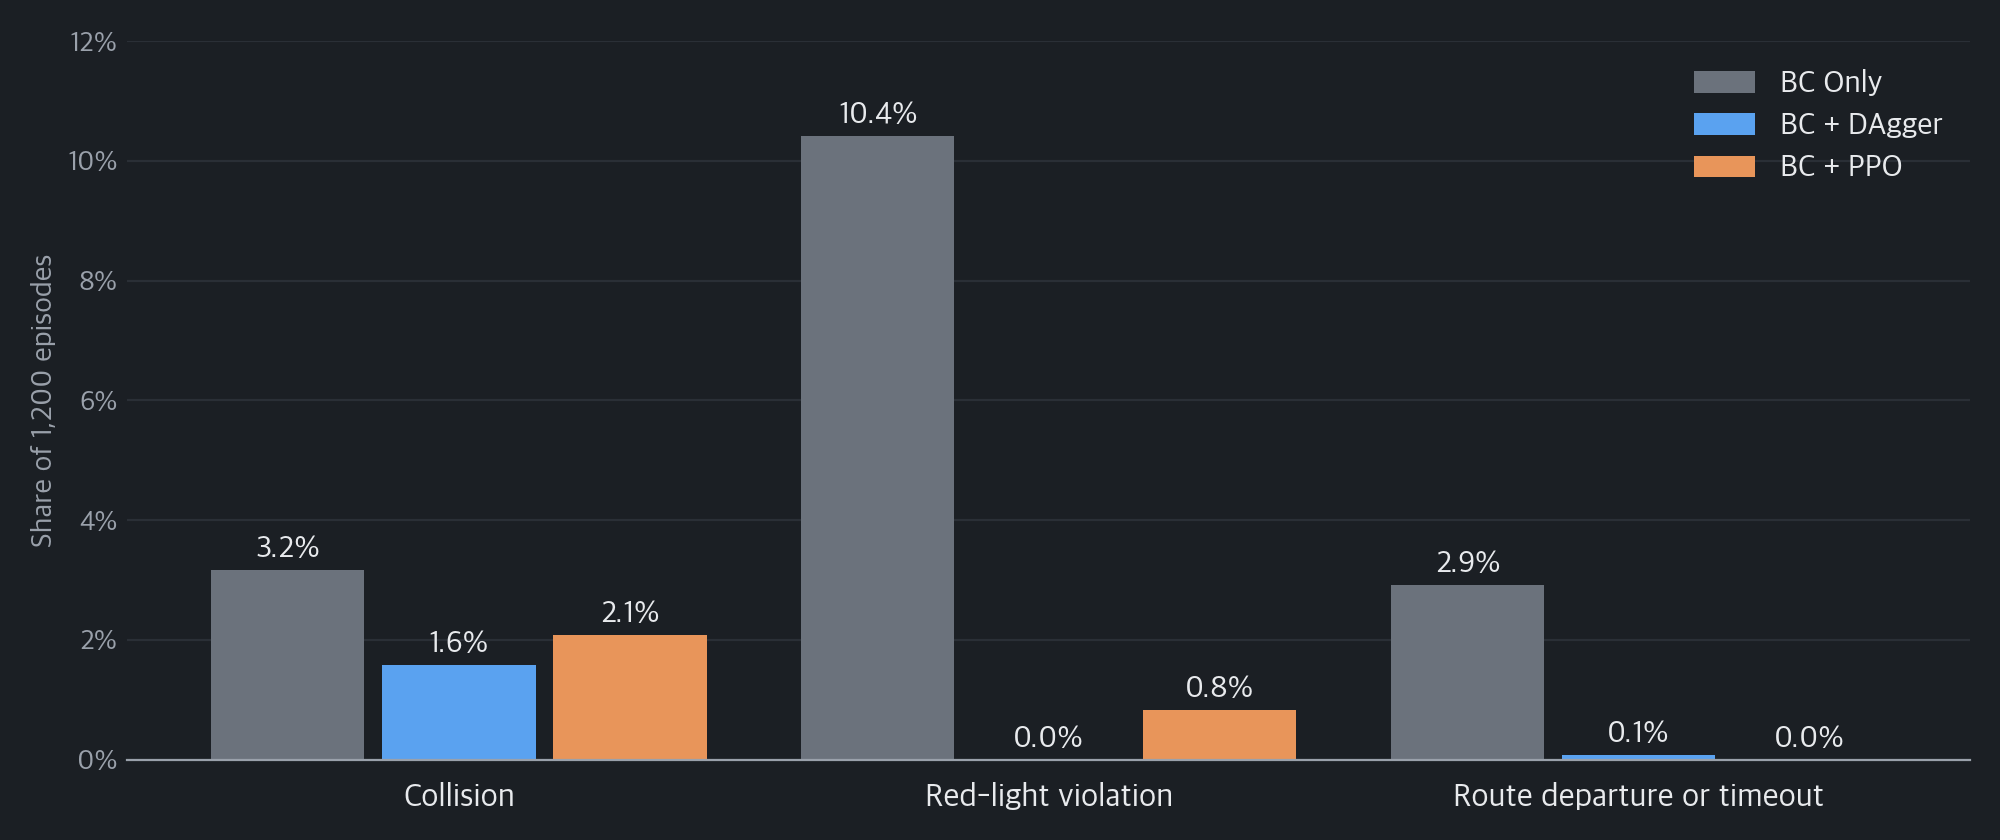 12%
10%
8%
6%
4%
2%
0%
Share of 1,200 episodes
BC Only
BC + DAgger
BC + PPO
3.2%
1.6%
2.1%
10.4%
0.0%
0.8%
2.9%
0.1%
0.0%
Collision
Red-light violation
Route departure or timeout